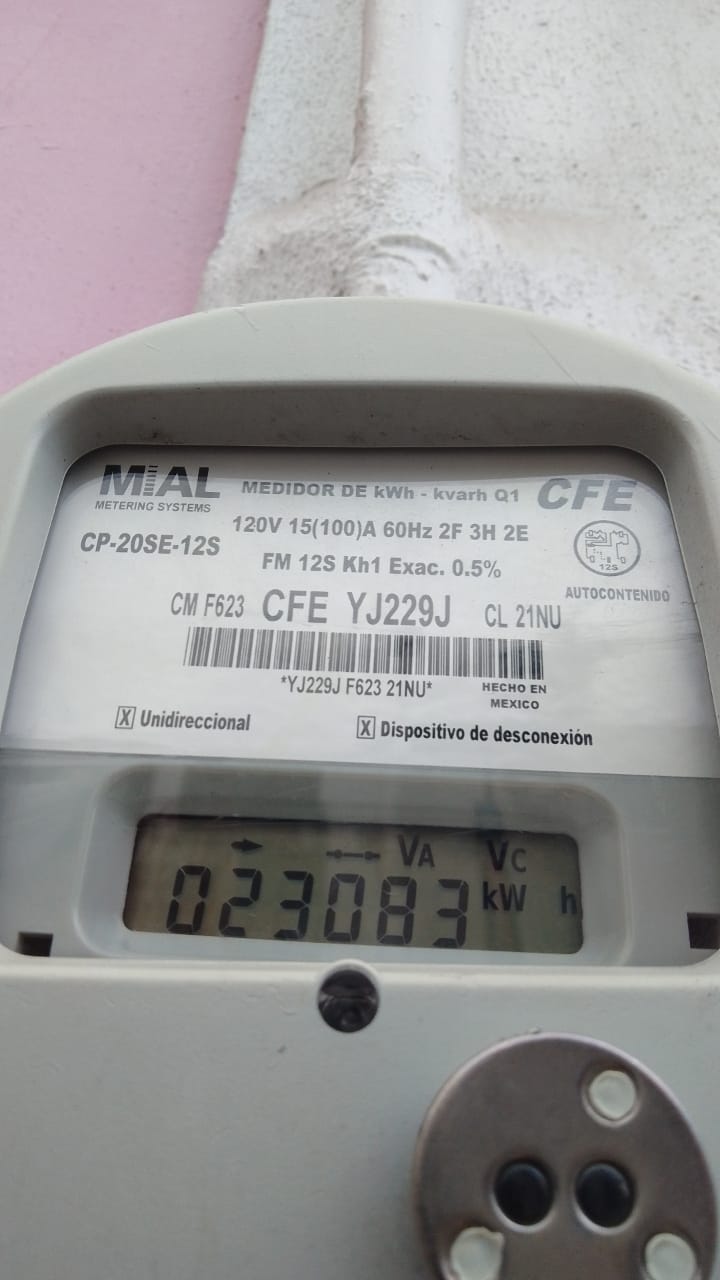 MIAL
METERING SYSTEMS
MEDIDOR DE kWh - kvarh Q1
CFE
120V 15(100)A 60Hz 2F 3H 2E
CP-20SE-12S
FM 12S Kh1 Exac. 0.5%
12S
AUTOCONTENIDO
CM F623 CFE YJ229J CL 21NU
*YJ229J F623 21NU*
HECHO EN
MEXICO
X Unidireccional
X Dispositivo de desconexión
VA VC
023083 kW h